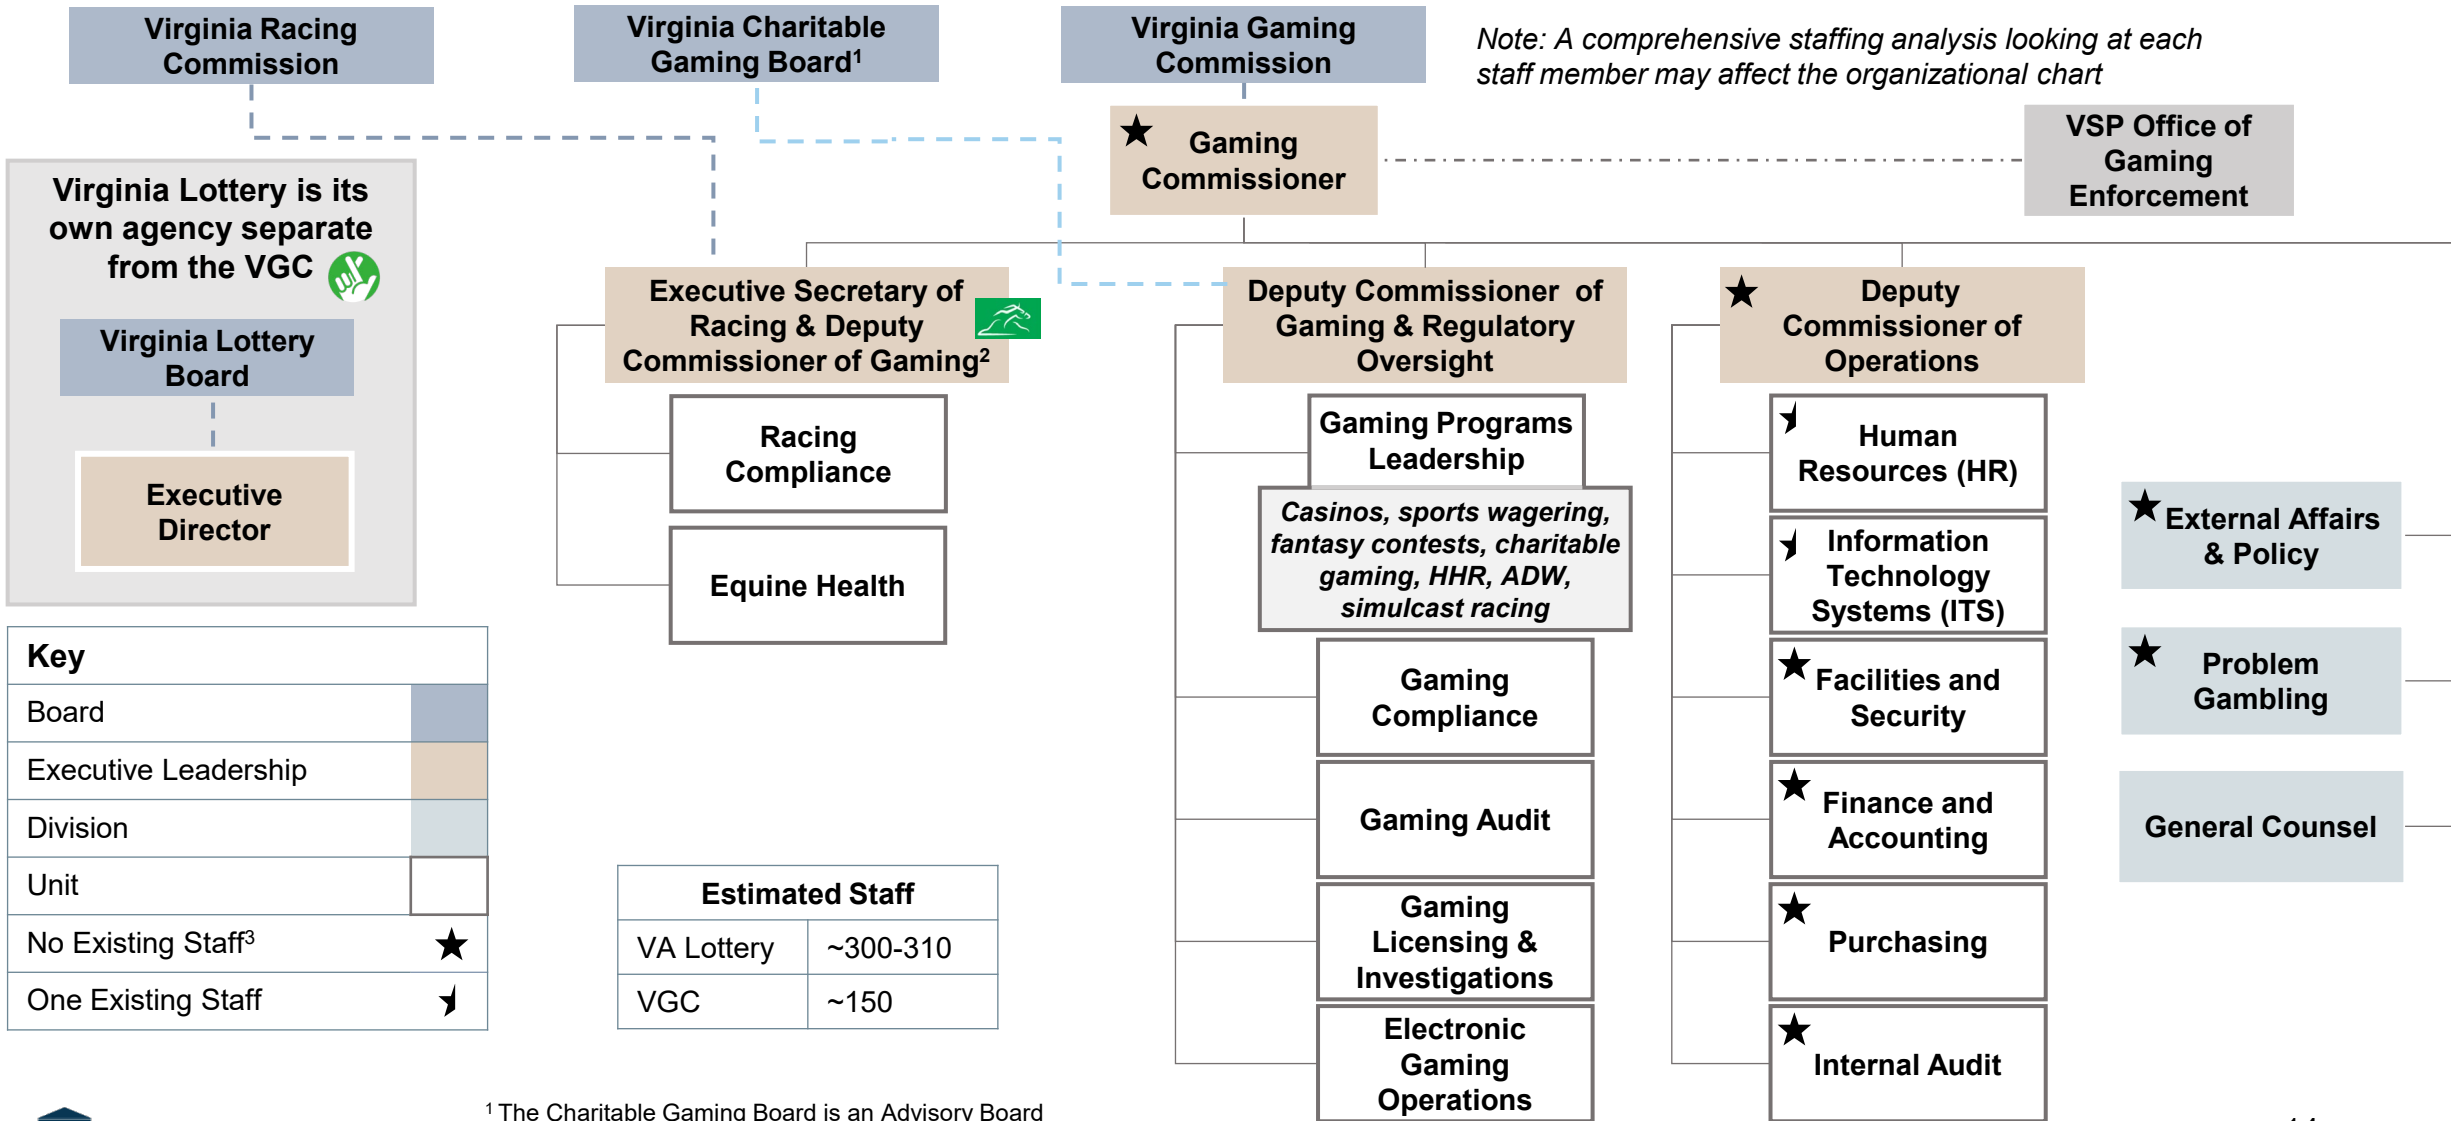 Virginia Racing
Commission
Virginia Charitable
Gaming Board¹
Virginia Gaming
Commission
Note: A comprehensive staffing analysis looking at each
staff member may affect the organizational chart
Gaming
Commissioner
VSP Office of
Gaming
Enforcement
Virginia Lottery is its
own agency separate
from the VGC
Virginia Lottery
Board
Executive
Director
Executive Secretary of
Racing & Deputy
Commissioner of Gaming²
Racing
Compliance
Equine Health
Deputy Commissioner of
Gaming & Regulatory
Oversight
Gaming Programs
Leadership
Casinos, sports wagering,
fantasy contests, charitable
gaming, HHR, ADW,
simulcast racing
Gaming
Compliance
Gaming Audit
Gaming
Licensing &
Investigations
Electronic
Gaming
Operations
Deputy
Commissioner of
Operations
Human
Resources (HR)
Information
Technology
Systems (ITS)
Facilities and
Security
Finance and
Accounting
Purchasing
Internal Audit
External Affairs
& Policy
Problem
Gambling
General Counsel
Key
Board
Executive Leadership
Division
Unit
No Existing Staff³
One Existing Staff
Estimated Staff
VA Lottery ~300-310
VGC ~150
¹ The Charitable Gaming Board is an Advisory Board